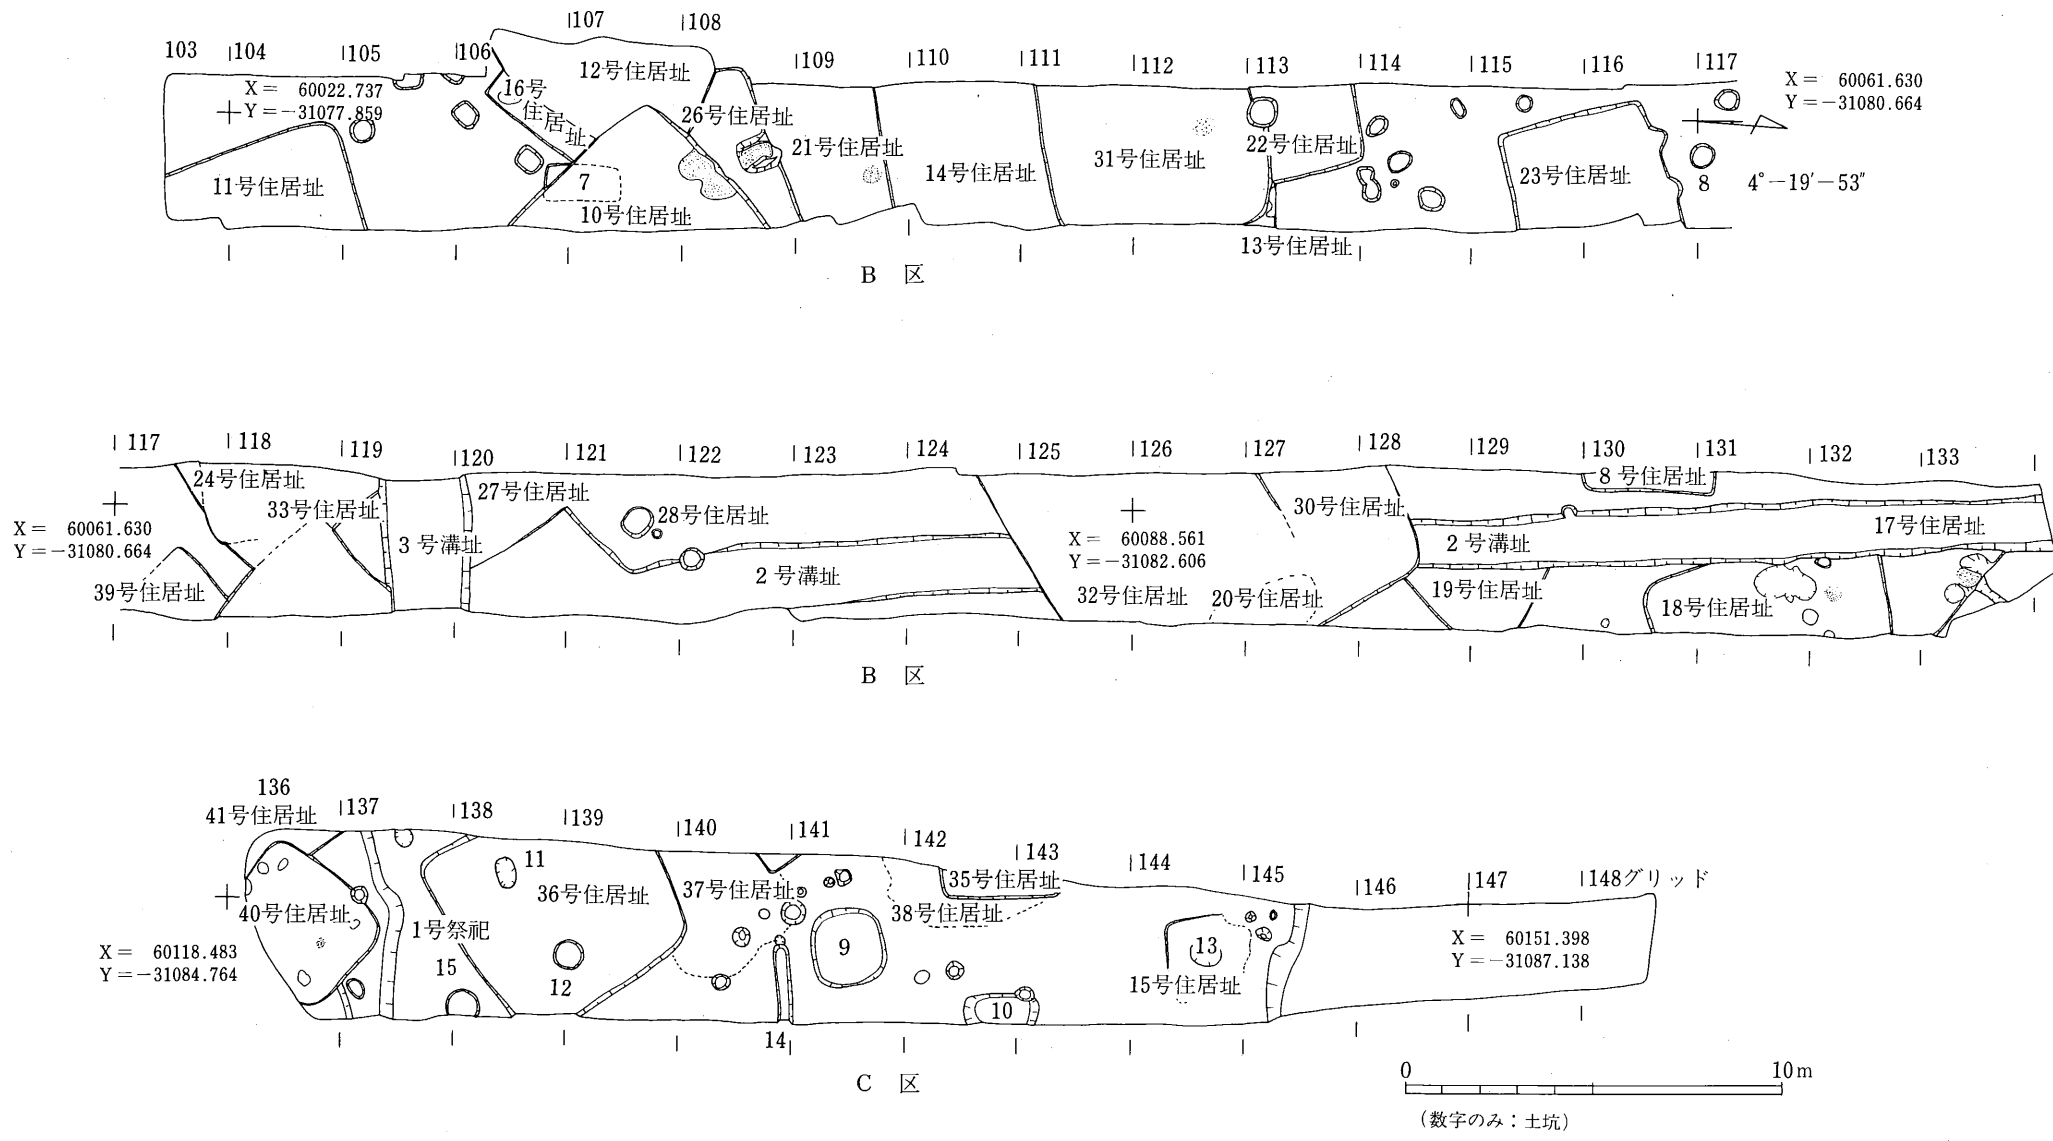 103 104 105 106 107 108 109 110 111 112 113 114 115 116 117
X = 60022.737
Y = -31077.859
11号住居址
16号
住居址
12号住居址
7
10号住居址
26号住居址
21号住居址
14号住居址
31号住居址
22号住居址
13号住居址
23号住居址
8
X = 60061.630
Y = -31080.664
4°-19′-53″
B 区
117 118 119 120 121 122 123 124 125 126 127 128 129 130 131 132 133
X = 60061.630
Y = -31080.664
24号住居址
33号住居址
39号住居址
3号溝址
27号住居址
28号住居址
2号溝址
X = 60088.561
Y = -31082.606
32号住居址
20号住居址
30号住居址
8号住居址
2号溝址
17号住居址
19号住居址
18号住居址
B 区
136 137 138 139 140 141 142 143 144 145 146 147 148グリッド
41号住居址
40号住居址
X = 60118.483
Y = -31084.764
1号祭祀
15
11
36号住居址
12
37号住居址
14
9
38号住居址
35号住居址
10
13
15号住居址
X = 60151.398
Y = -31087.138
C 区
0 10m
(数字のみ:土坑)